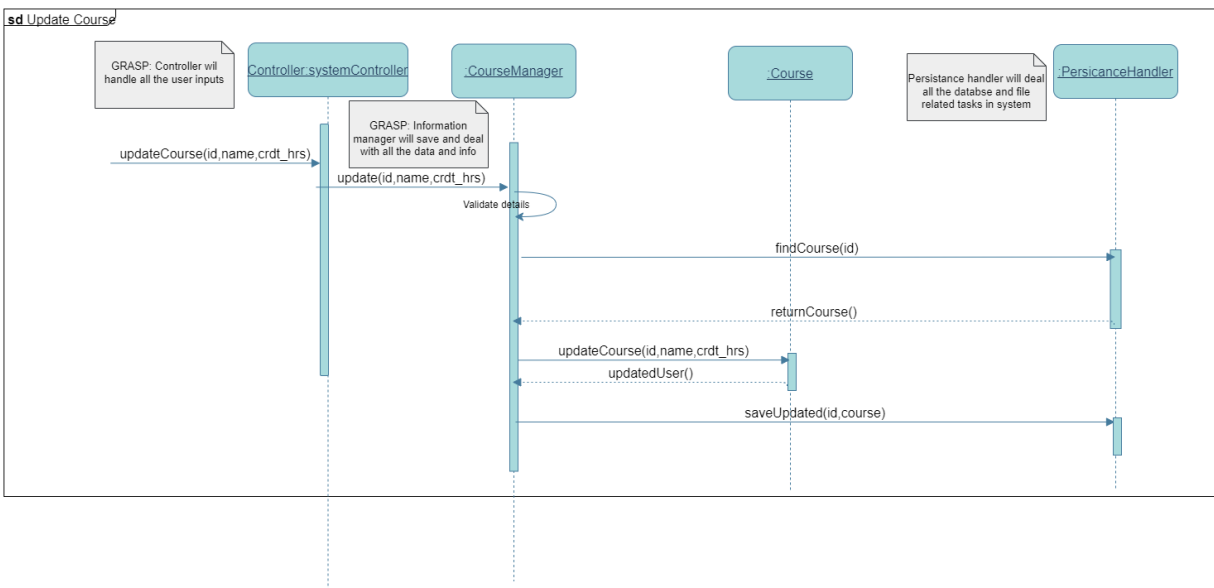 sd Update Course
GRASP: Controller wil
handle all the user inputs
Controller:systemController
:CourseManager
:Course
Persistance handler will deal
all the databse and file
related tasks in system
:PersicanceHandler
GRASP: Information
manager will save and deal
with all the data and info
updateCourse(id,name,crdt_hrs)
update(id,name,crdt_hrs)
Validate details
findCourse(id)
returnCourse()
updateCourse(id,name,crdt_hrs)
updatedUser()
saveUpdated(id,course)